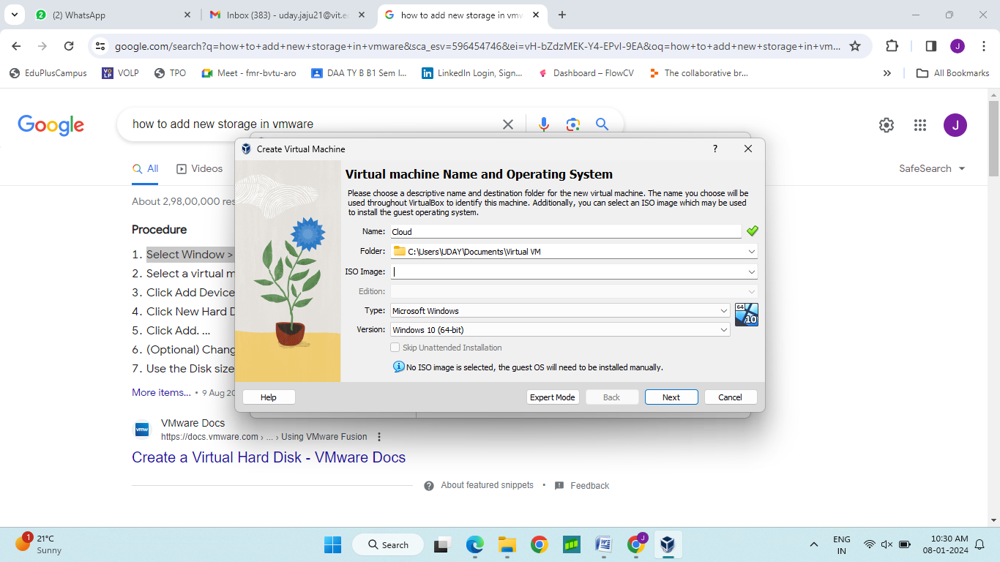 (2) WhatsApp
Inbox (383) - uday.jaju21@vit.e
how to add new storage in vmw
google.com/search?q=how+to+add+new+storage+in+vmware&sca_esv=596454746&ei=vH-bZdzMEK-Y4-EPvI-9EA&oq=how+to+add+new+storage+in+vm...
EduPlusCampus
VOLP
TPO
Meet - fmr-bvtu-aro
DAA TY B B1 Sem I...
LinkedIn Login, Sign...
Dashboard – FlowCV
The collaborative br...
All Bookmarks
Google
how to add new storage in vmware
J
All
Videos
SafeSearch
About 2,98,00,000 res
Procedure
1. Select Window >
2. Select a virtual m
3. Click Add Device
4. Click New Hard D
5. Click Add. ...
6. (Optional) Chang
7. Use the Disk size
More items... • 9 Aug 20
Create Virtual Machine
Virtual machine Name and Operating System
Please choose a descriptive name and destination folder for the new virtual machine. The name you choose will be
used throughout VirtualBox to identify this machine. Additionally, you can select an ISO image which may be used
to install the guest operating system.
Name: Cloud
Folder: C:\Users\UDAY\Documents\Virtual VM
ISO Image:
Edition:
Type: Microsoft Windows
64
10
Version: Windows 10 (64-bit)
Skip Unattended Installation
No ISO image is selected, the guest OS will need to be installed manually.
Help
Expert Mode
Back
Next
Cancel
vmw
VMware Docs
https://docs.vmware.com › ... › Using VMware Fusion
Create a Virtual Hard Disk - VMware Docs
About featured snippets • Feedback
1
21°C
Sunny
Search
J
ENG
IN
10:30 AM
08-01-2024